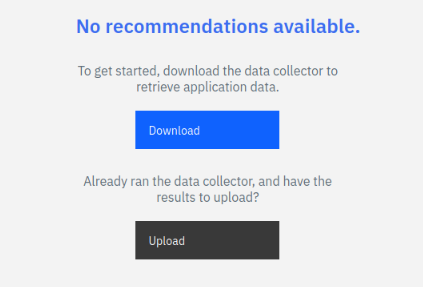 No recommendations available.
To get started, download the data collector to
retrieve application data.
Download
Already ran the data collector, and have the
results to upload?
Upload